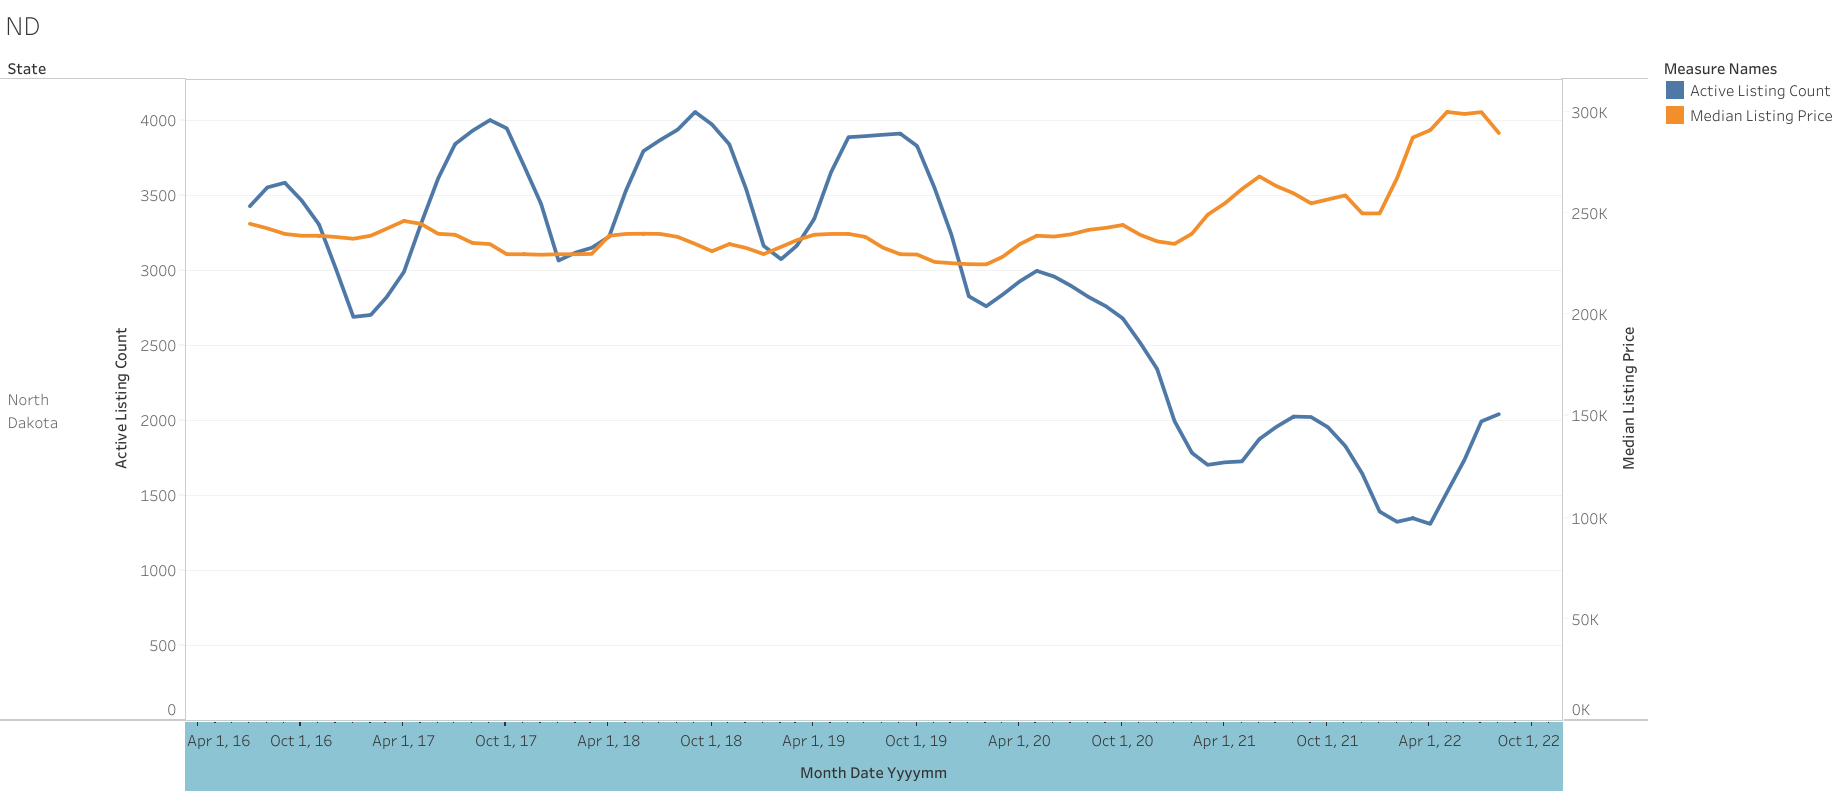 ND
State
Measure Names
Active Listing Count
Median Listing Price
North
Dakota
Active Listing Count
4000
3500
3000
2500
2000
1500
1000
500
0
300K
250K
200K
150K
100K
50K
0K
Median Listing Price
Apr 1, 16 Oct 1, 16 Apr 1, 17 Oct 1, 17 Apr 1, 18 Oct 1, 18 Apr 1, 19 Oct 1, 19 Apr 1, 20 Oct 1, 20 Apr 1, 21 Oct 1, 21 Apr 1, 22 Oct 1, 22
Month Date Yyyymm